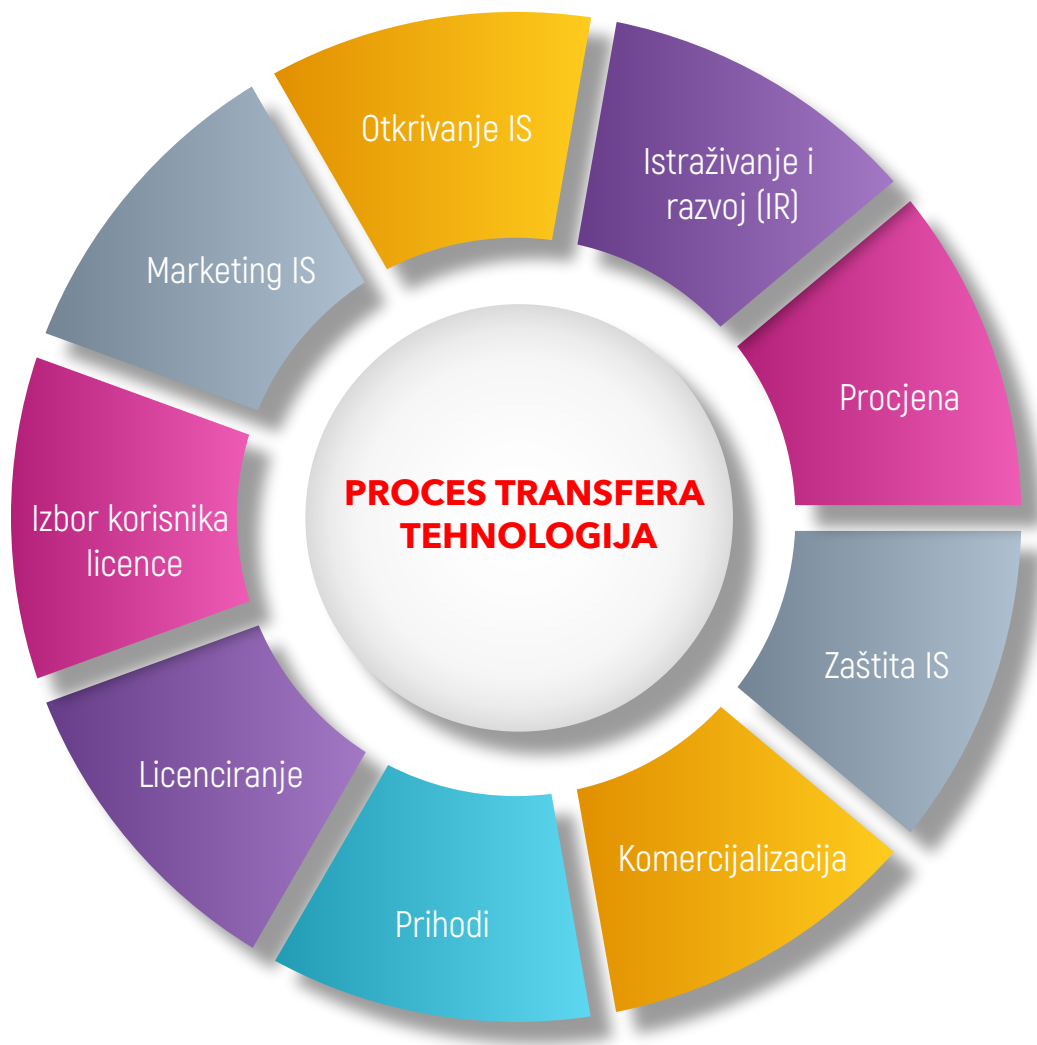 Otkrivanje IS
Istraživanje i
razvoj (IR)
Procjena
Zaštita IS
Komercijalizacija
Prihodi
Licenciranje
Izbor korisnika
licence
Marketing IS
PROCES TRANSFERA
TEHNOLOGIJA